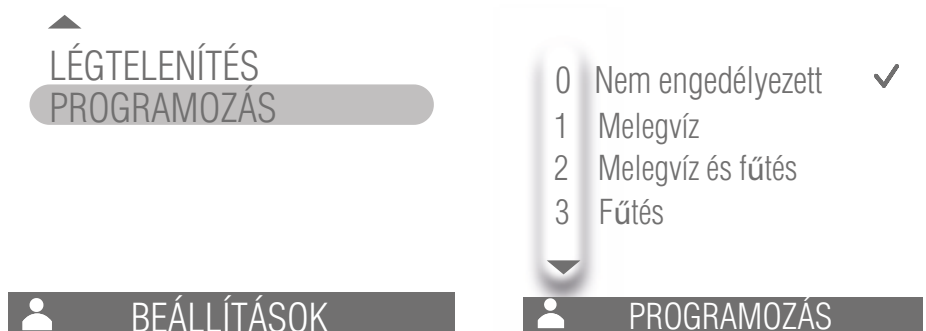 LÉGTELENÍTÉS
PROGRAMOZÁS
BEÁLLÍTÁSOK
0 Nem engedélyezett
1 Melegvíz
2 Melegvíz és fűtés
3 Fűtés
PROGRAMOZÁS